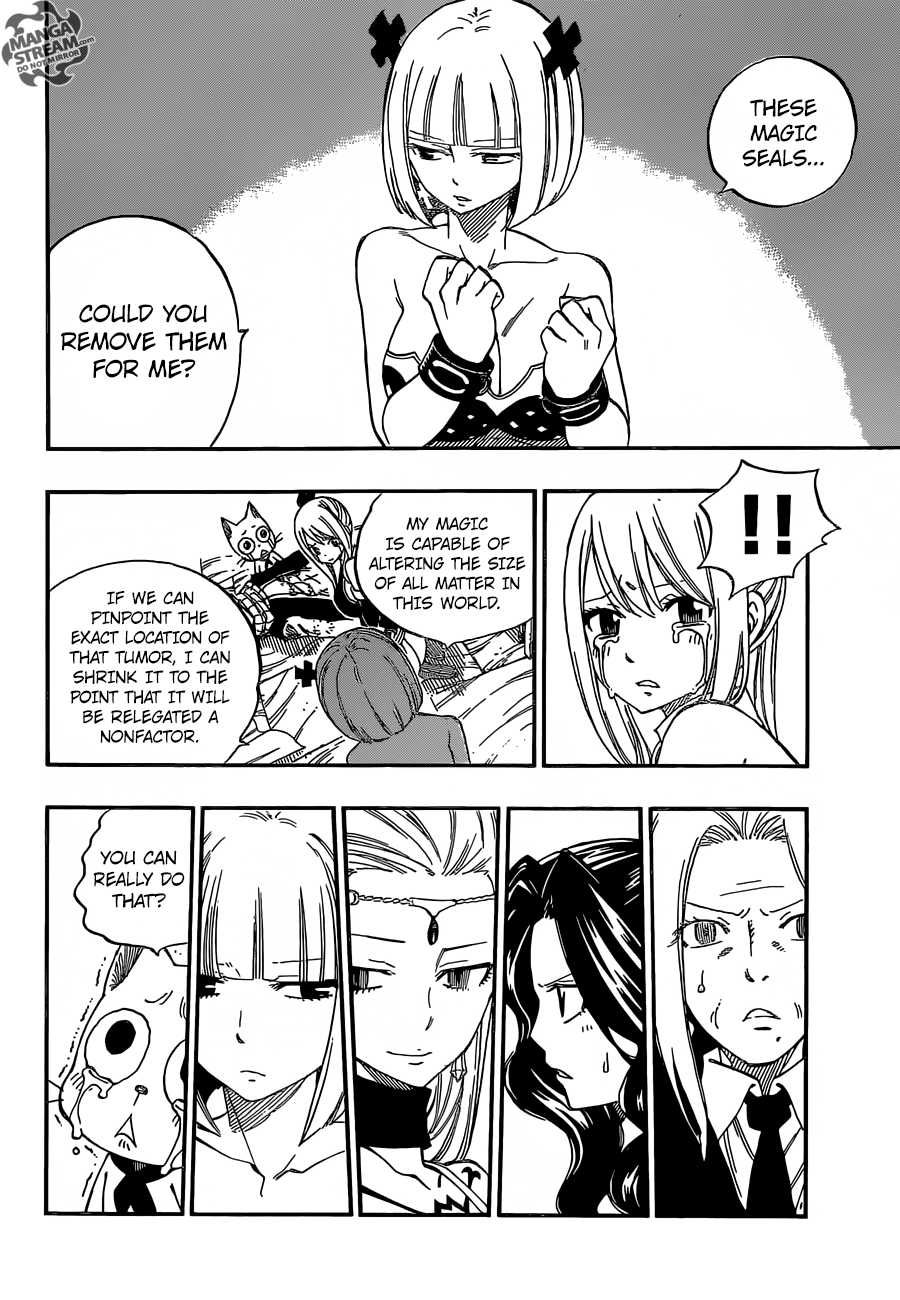 MANGA
STREAM.com
DO NOT MIRROR
THESE
MAGIC
SEALS...
COULD YOU
REMOVE THEM
FOR ME?
!!
MY MAGIC
IS CAPABLE OF
ALTERING THE SIZE
OF ALL MATTER IN
THIS WORLD.
IF WE CAN
PINPOINT THE
EXACT LOCATION OF
THAT TUMOR, I CAN
SHRINK IT TO THE
POINT THAT IT WILL
BE RELEGATED A
NONFACTOR.
YOU CAN
REALLY DO
THAT?